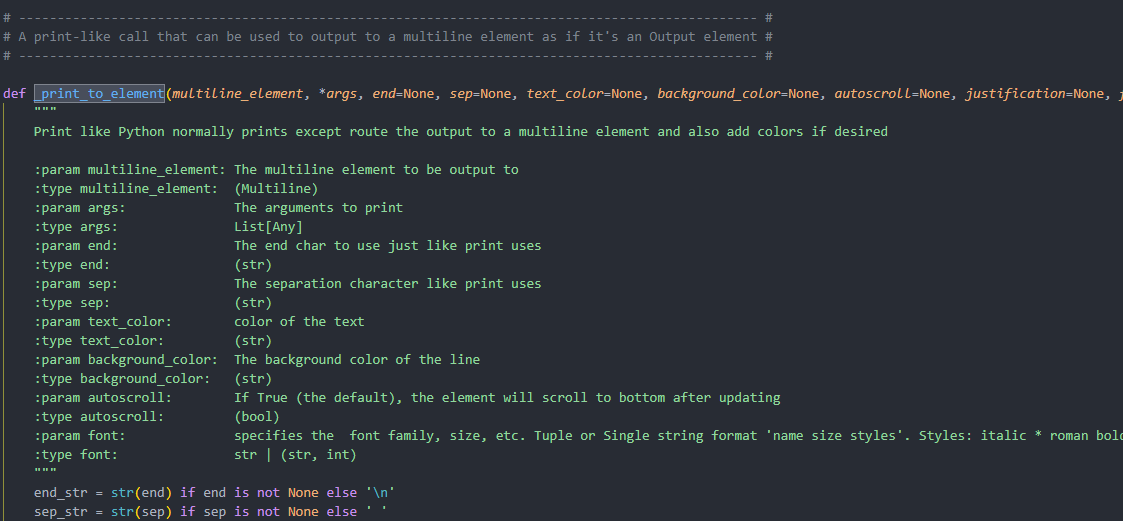 # ------------------------------------------------------------------------------------------------ #
# A print-like call that can be used to output to a multiline element as if it's an Output element #
# ------------------------------------------------------------------------------------------------ #
def _print_to_element(multiline_element, *args, end=None, sep=None, text_color=None, background_color=None, autoscroll=None, justification=None,
"""
Print like Python normally prints except route the output to a multiline element and also add colors if desired
:param multiline_element: The multiline element to be output to
:type multiline_element:  (Multiline)
:param args:              The arguments to print
:type args:               List[Any]
:param end:               The end char to use just like print uses
:type end:                (str)
:param sep:               The separation character like print uses
:type sep:                (str)
:param text_color:        color of the text
:type text_color:         (str)
:param background_color:  The background color of the line
:type background_color:   (str)
:param autoscroll:        If True (the default), the element will scroll to bottom after updating
:type autoscroll:         (bool)
:param font:              specifies the  font family, size, etc. Tuple or Single string format 'name size styles'. Styles: italic * roman bold
:type font:               str | (str, int)
"""
end_str = str(end) if end is not None else '\n'
sep_str = str(sep) if sep is not None else ' '